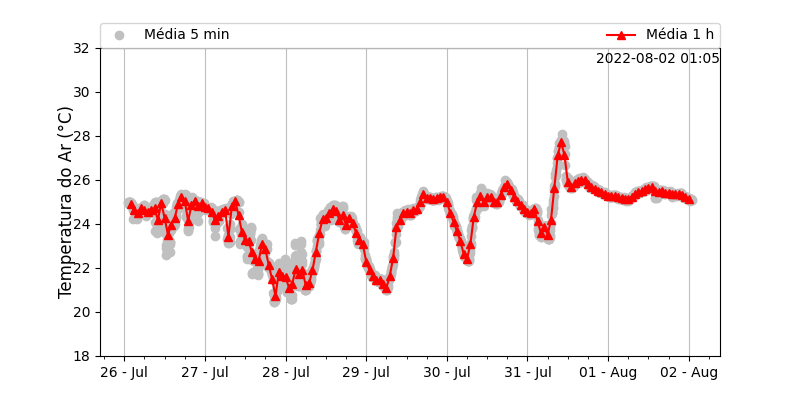 Média 5 min
Média 1 h
2022-08-02 01:05
Temperatura do Ar (°C)
32
30
28
26
24
22
20
18
26 - Jul
27 - Jul
28 - Jul
29 - Jul
30 - Jul
31 - Jul
01 - Aug
02 - Aug